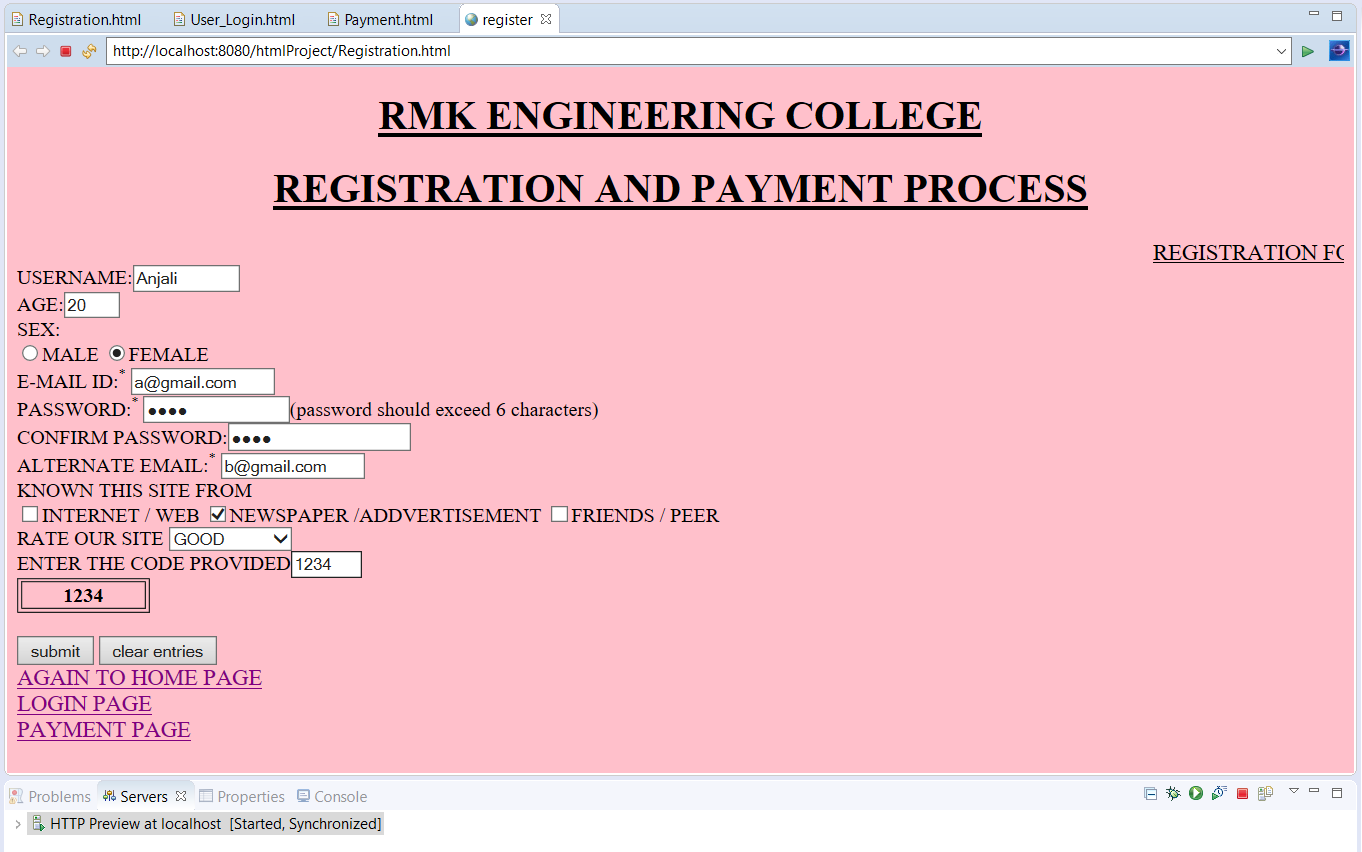 Registration.html User_Login.html Payment.html register
http://localhost:8080/htmlProject/Registration.html
RMK ENGINEERING COLLEGE
REGISTRATION AND PAYMENT PROCESS
REGISTRATION FO
USERNAME: Anjali
AGE: 20
SEX:
MALE FEMALE
E-MAIL ID:* a@gmail.com
PASSWORD:* ●●●● (password should exceed 6 characters)
CONFIRM PASSWORD: ●●●●
ALTERNATE EMAIL:* b@gmail.com
KNOWN THIS SITE FROM
INTERNET / WEB NEWSPAPER /ADDVERTISEMENT FRIENDS / PEER
RATE OUR SITE GOOD
ENTER THE CODE PROVIDED 1234
1234
submit clear entries
AGAIN TO HOME PAGE
LOGIN PAGE
PAYMENT PAGE
Problems Servers Properties Console
HTTP Preview at localhost [Started, Synchronized]